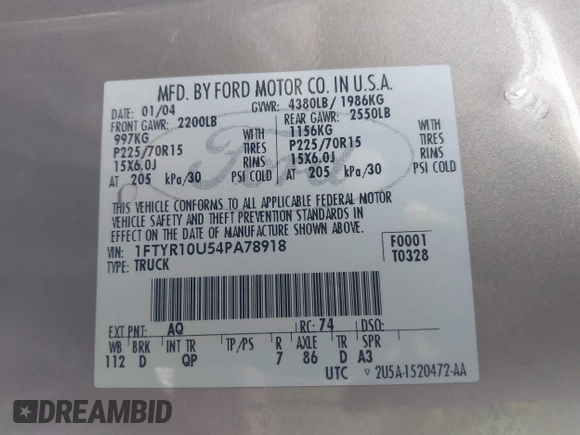 MFD. BY FORD MOTOR CO. IN U.S.A.
DATE: 01/04 GVWR: 4380LB/ 1986KG
FRONT GAWR: 2200LB REAR GAWR: 2550LB
997KG WITH 1156KG WITH
P225/70R15 TIRES P225/70R15 TIRES
15X6.0J RIMS 15X6.0J RIMS
AT 205 kPa/30 PSI COLD AT 205 kPa/30 PSI COLD
Ford
THIS VEHICLE CONFORMS TO ALL APPLICABLE FEDERAL MOTOR
VEHICLE SAFETY AND THEFT PREVENTION STANDARDS IN
EFFECT ON THE DATE OF MANUFACTURE SHOWN ABOVE.
VIN: 1FTYR10U54PA78918 F0001
TYPE: TRUCK T0328
EXT PNT: AQ RC: 74 DSO:
WB BRK INT TR TP/PS R AXLE TR SPR
112 D QP 7 86 D A3
UTC ▽ 2U5A-1520472-AA
DREAMBID